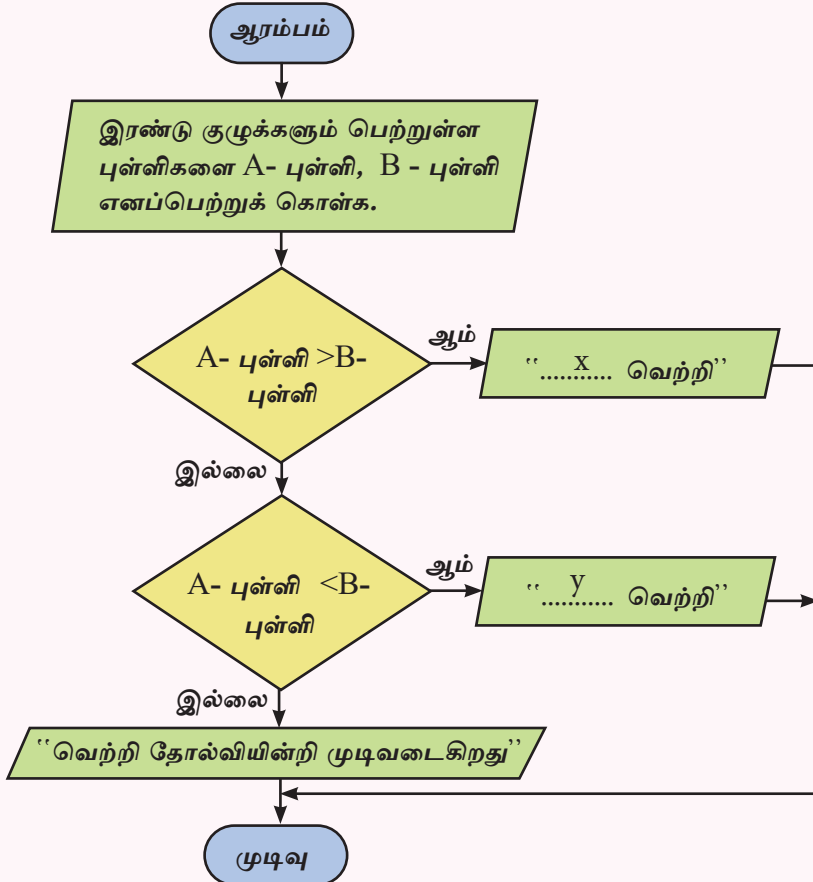 ஆரம்பம்
இரண்டு குழுக்களும் பெற்றுள்ள
புள்ளிகளை A- புள்ளி, B - புள்ளி
எனப்பெற்றுக் கொள்க.
A- புள்ளி >B-
புள்ளி
ஆம்
‘‘.....x...... வெற்றி’’
இல்லை
A- புள்ளி <B-
புள்ளி
ஆம்
‘‘.....y...... வெற்றி’’
இல்லை
‘‘வெற்றி தோல்வியின்றி முடிவடைகிறது’’
முடிவு